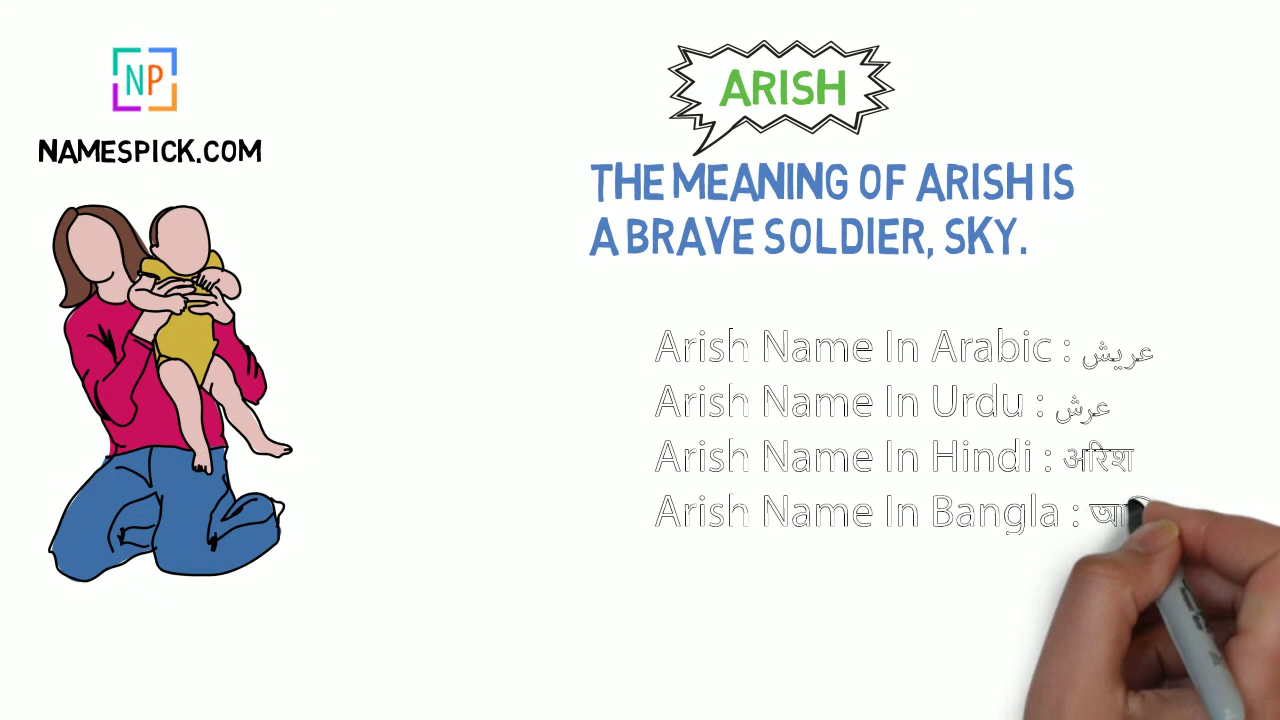 NP
NAMESPICK.COM
ARISH
THE MEANING OF ARISH IS
A BRAVE SOLDIER, SKY.
Arish Name In Arabic : عريش
Arish Name In Urdu : عرش
Arish Name In Hindi : अरिश
Arish Name In Bangla :